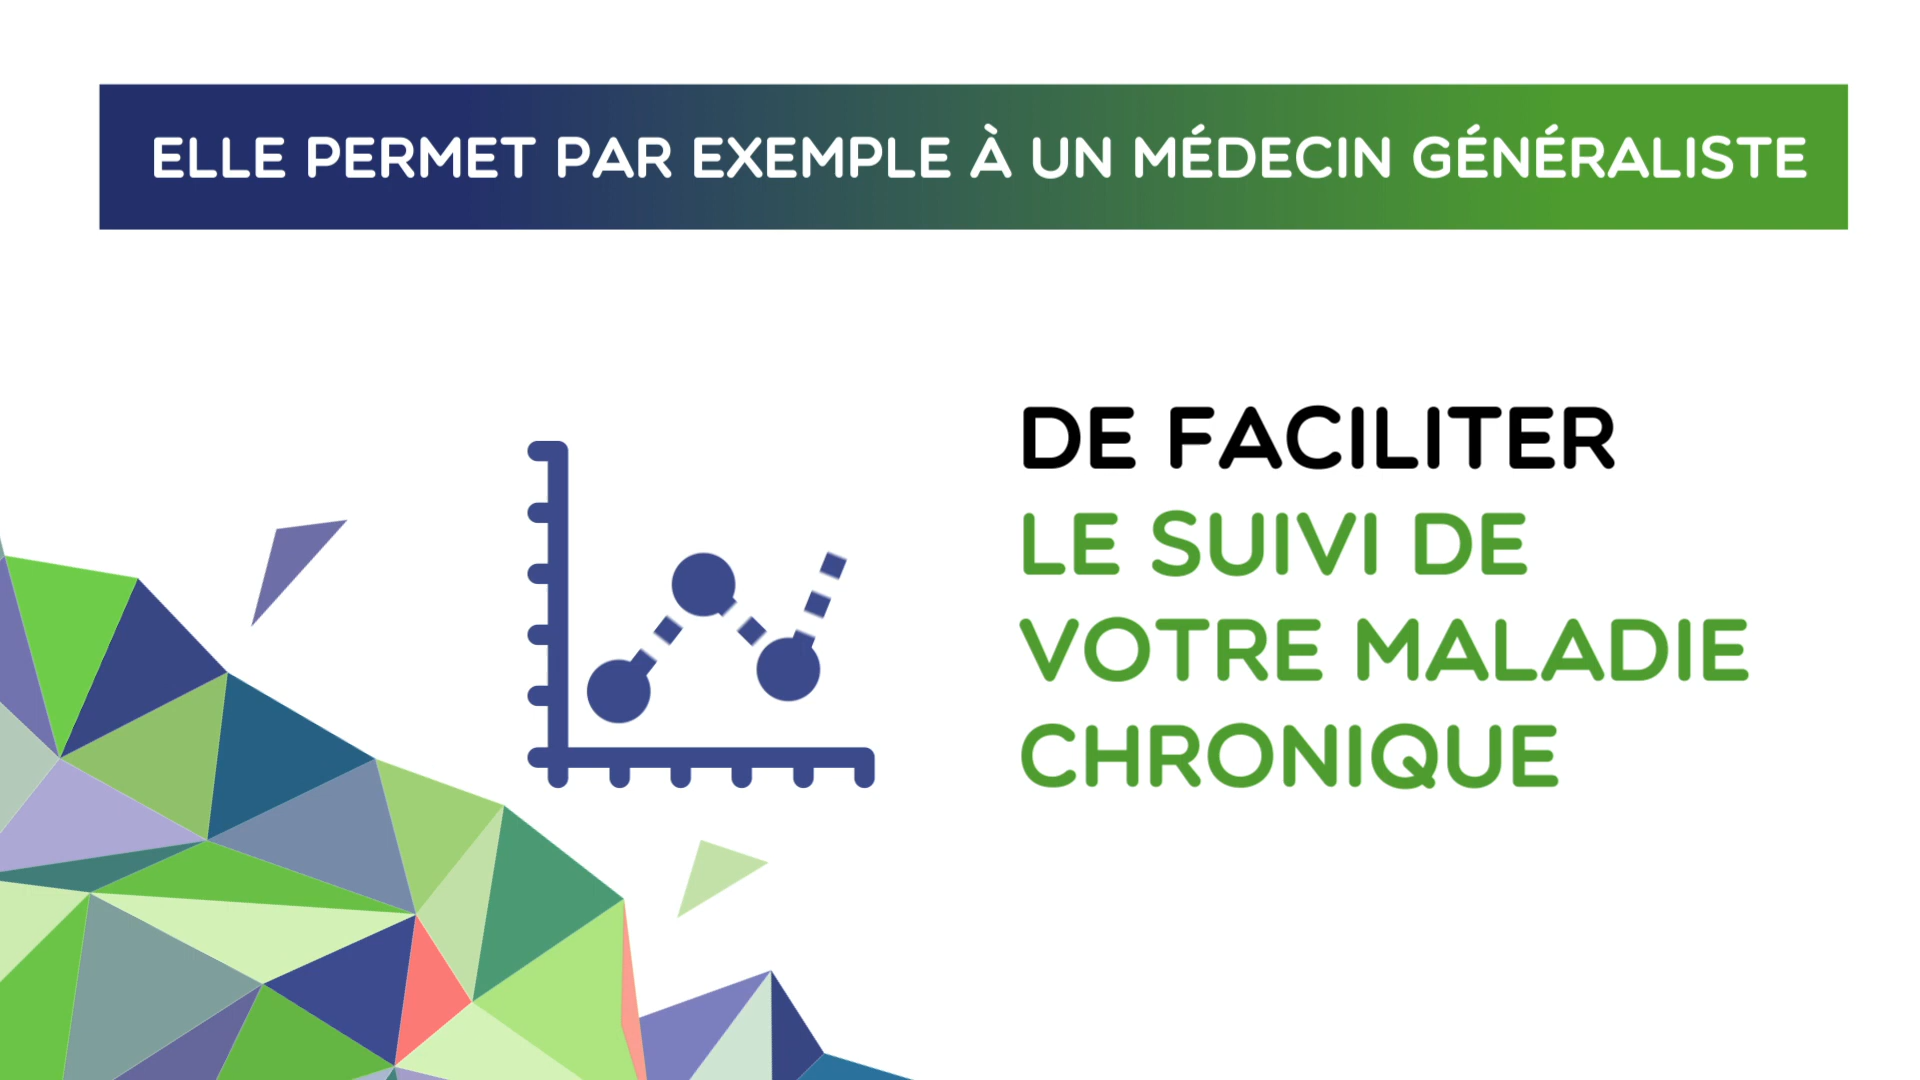 ELLE PERMET PAR EXEMPLE À UN MÉDECIN GÉNÉRALISTE
DE FACILITER
LE SUIVI DE
VOTRE MALADIE
CHRONIQUE